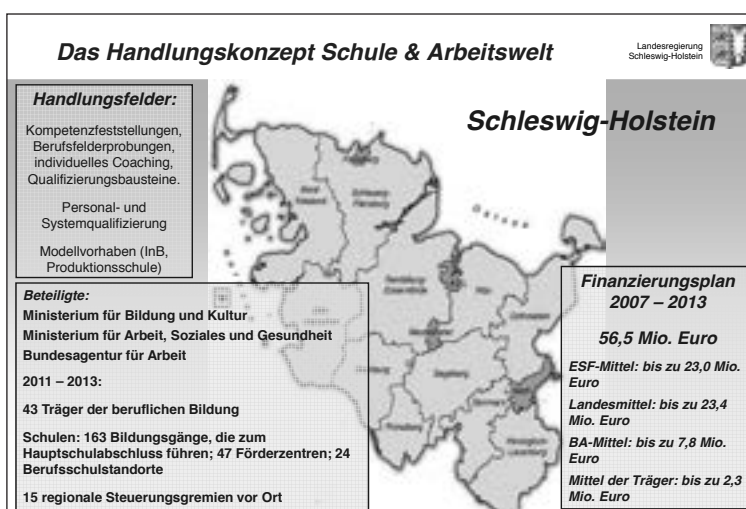 Das Handlungskonzept Schule & Arbeitswelt
Landesregierung
Schleswig-Holstein
Handlungsfelder:
Kompetenzfeststellungen,
Berufsfelderprobungen,
individuelles Coaching,
Qualifizierungsbausteine.
Personal- und
Systemqualifizierung
Modellvorhaben (InB,
Produktionsschule)
Schleswig-Holstein
Ostsee
Beteiligte:
Ministerium für Bildung und Kultur
Ministerium für Arbeit, Soziales und Gesundheit
Bundesagentur für Arbeit
2011 – 2013:
43 Träger der beruflichen Bildung
Schulen: 163 Bildungsgänge, die zum
Hauptschulabschluss führen; 47 Förderzentren; 24
Berufsschulstandorte
15 regionale Steuerungsgremien vor Ort
Finanzierungsplan
2007 – 2013
56,5 Mio. Euro
ESF-Mittel: bis zu 23,0 Mio.
Euro
Landesmittel: bis zu 23,4
Mio. Euro
BA-Mittel: bis zu 7,8 Mio.
Euro
Mittel der Träger: bis zu 2,3
Mio. Euro